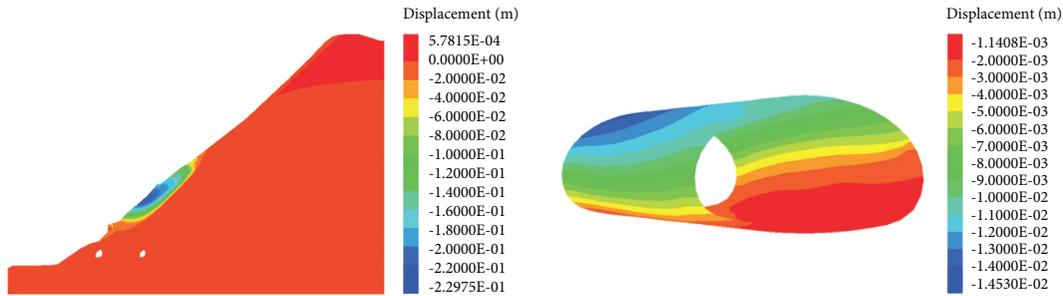 Displacement (m)
5.7815E-04
0.0000E+00
-2.0000E-02
-4.0000E-02
-6.0000E-02
-8.0000E-02
-1.0000E-01
-1.2000E-01
-1.4000E-01
-1.6000E-01
-1.8000E-01
-2.0000E-01
-2.2000E-01
-2.2975E-01
Displacement (m)
-1.1408E-03
-2.0000E-03
-3.0000E-03
-4.0000E-03
-5.0000E-03
-6.0000E-03
-7.0000E-03
-8.0000E-03
-9.0000E-03
-1.0000E-02
-1.1000E-02
-1.2000E-02
-1.3000E-02
-1.4000E-02
-1.4530E-02